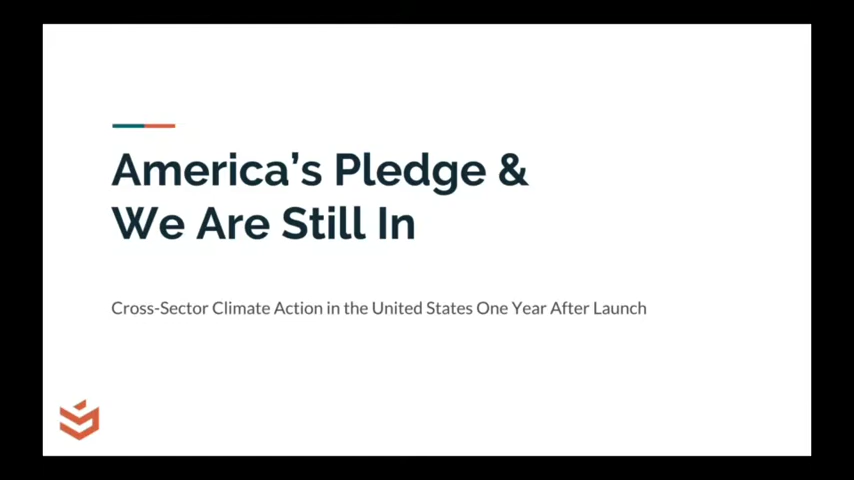 America’s Pledge &
We Are Still In
Cross-Sector Climate Action in the United States One Year After Launch